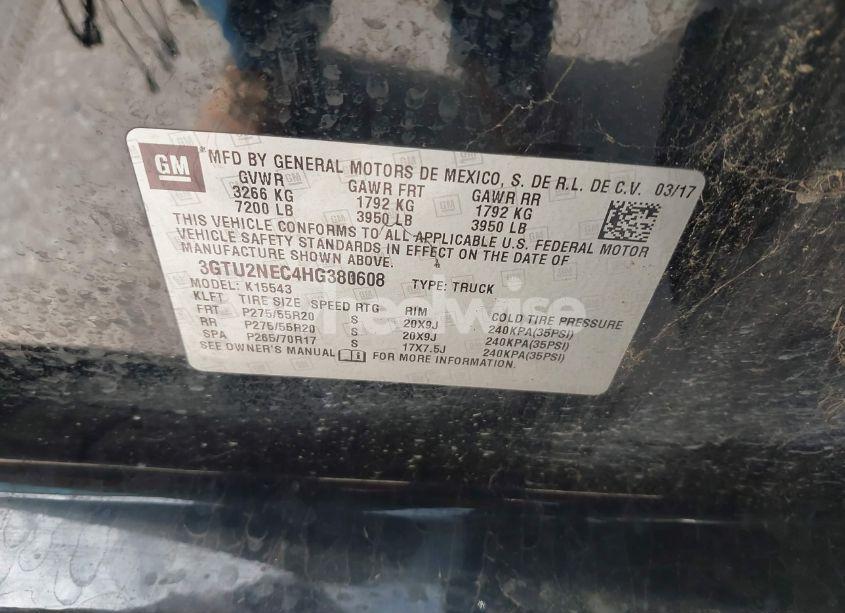 GM
MFD BY GENERAL MOTORS DE MEXICO, S. DE R.L. DE C.V. 03/17
GVWR GAWR FRT GAWR RR
3266 KG 1792 KG 1792 KG
7200 LB 3950 LB 3950 LB
THIS VEHICLE CONFORMS TO ALL APPLICABLE U.S. FEDERAL MOTOR
VEHICLE SAFETY STANDARDS IN EFFECT ON THE DATE OF
MANUFACTURE SHOWN ABOVE.
3GTU2NEC4HG380608 TYPE: TRUCK
MODEL: K15543
KLFT TIRE SIZE SPEED RTG RIM COLD TIRE PRESSURE
FRT P275/55R20 S 20X9J 240KPA(35PSI)
RR P275/55R20 S 20X9J 240KPA(35PSI)
SPA P265/70R17 S 17X7.5J 240KPA(35PSI)
SEE OWNER'S MANUAL FOR MORE INFORMATION.